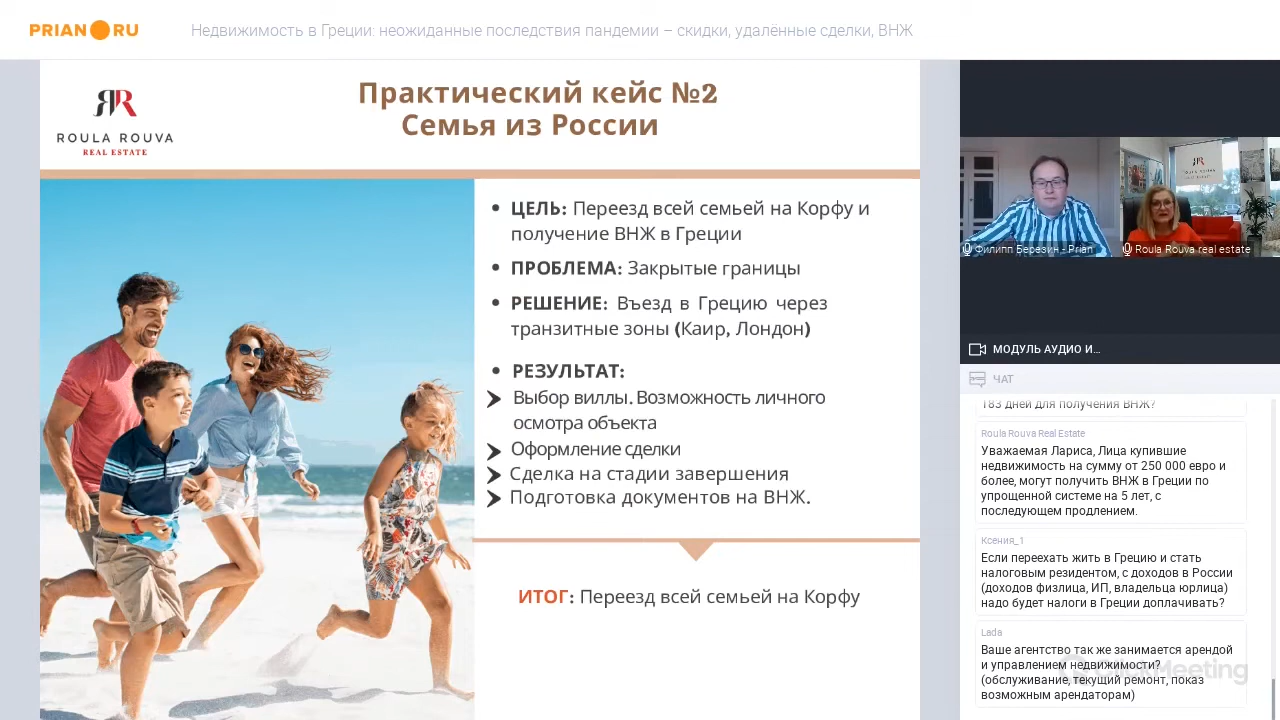 PRIAN RU
Недвижимость в Греции: неожиданные последствия пандемии – скидки, удалённые сделки, ВНЖ
ROULA ROUVA
REAL ESTATE
Практический кейс №2
Семья из России
• ЦЕЛЬ: Переезд всей семьей на Корфу и
получение ВНЖ в Греции
• ПРОБЛЕМА: Закрытые границы
• РЕШЕНИЕ: Въезд в Грецию через
транзитные зоны (Каир, Лондон)
• РЕЗУЛЬТАТ:
Выбор виллы. Возможность личного
осмотра объекта
Оформление сделки
Сделка на стадии завершения
Подготовка документов на ВНЖ.
ИТОГ: Переезд всей семьей на Корфу
Филипп Березин - Prian
Roula Rouva real estate
МОДУЛЬ АУДИО И...
ЧАТ
183 дней для получения ВНЖ?
Roula Rouva Real Estate
Уважаемая Лариса, Лица купившие
недвижимость на сумму от 250 000 евро и
более, могут получить ВНЖ в Греции по
упрощенной системе на 5 лет, с
последующем продлением.
Ксения_1
Если переехать жить в Грецию и стать
налоговым резидентом, с доходов в России
(доходов физлица, ИП, владельца юрлица)
надо будет налоги в Греции доплачивать?
Lada
Ваше агентство так же занимается арендой
и управлением недвижимости?
(обслуживание, текущий ремонт, показ
возможным арендаторам)
ClickMeeting